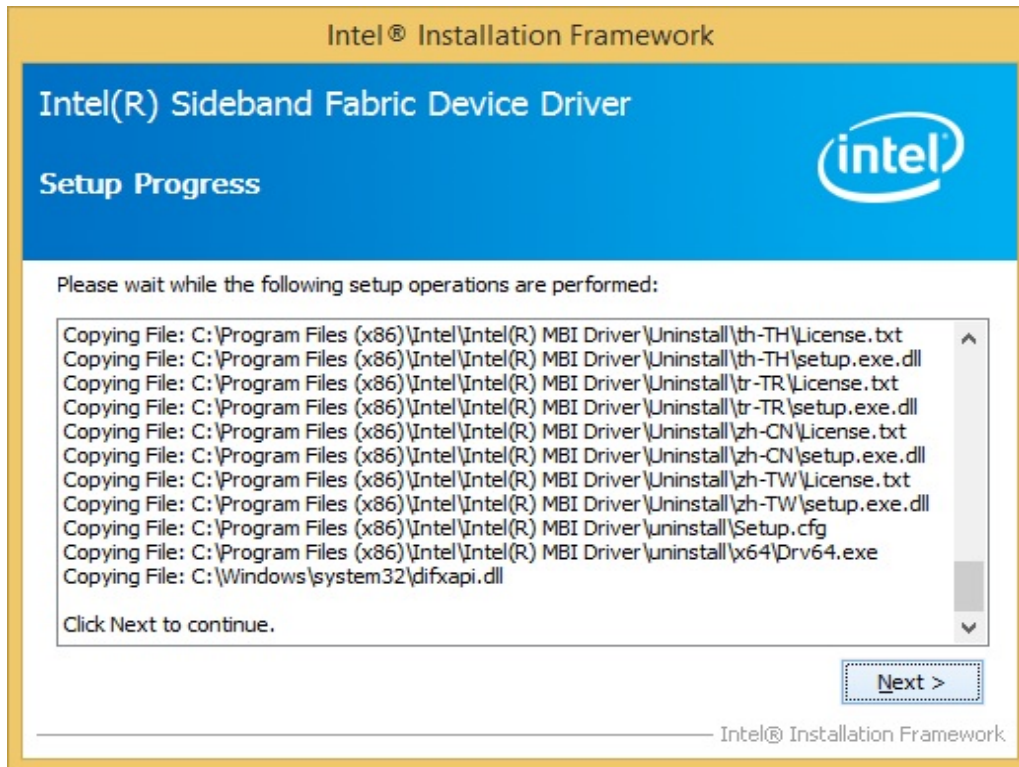 Intel® Installation Framework
Intel(R) Sideband Fabric Device Driver
Setup Progress
intel
Please wait while the following setup operations are performed:
Copying File: C:\Program Files (x86)\Intel\Intel(R) MBI Driver\Uninstall\th-TH\License.txt
Copying File: C:\Program Files (x86)\Intel\Intel(R) MBI Driver\Uninstall\th-TH\setup.exe.dll
Copying File: C:\Program Files (x86)\Intel\Intel(R) MBI Driver\Uninstall\tr-TR\License.txt
Copying File: C:\Program Files (x86)\Intel\Intel(R) MBI Driver\Uninstall\tr-TR\setup.exe.dll
Copying File: C:\Program Files (x86)\Intel\Intel(R) MBI Driver\Uninstall\zh-CN\License.txt
Copying File: C:\Program Files (x86)\Intel\Intel(R) MBI Driver\Uninstall\zh-CN\setup.exe.dll
Copying File: C:\Program Files (x86)\Intel\Intel(R) MBI Driver\Uninstall\zh-TW\License.txt
Copying File: C:\Program Files (x86)\Intel\Intel(R) MBI Driver\Uninstall\zh-TW\setup.exe.dll
Copying File: C:\Program Files (x86)\Intel\Intel(R) MBI Driver\uninstall\Setup.cfg
Copying File: C:\Program Files (x86)\Intel\Intel(R) MBI Driver\uninstall\x64\Drv64.exe
Copying File: C:\Windows\system32\difxapi.dll
Click Next to continue.
Next >
Intel® Installation Framework